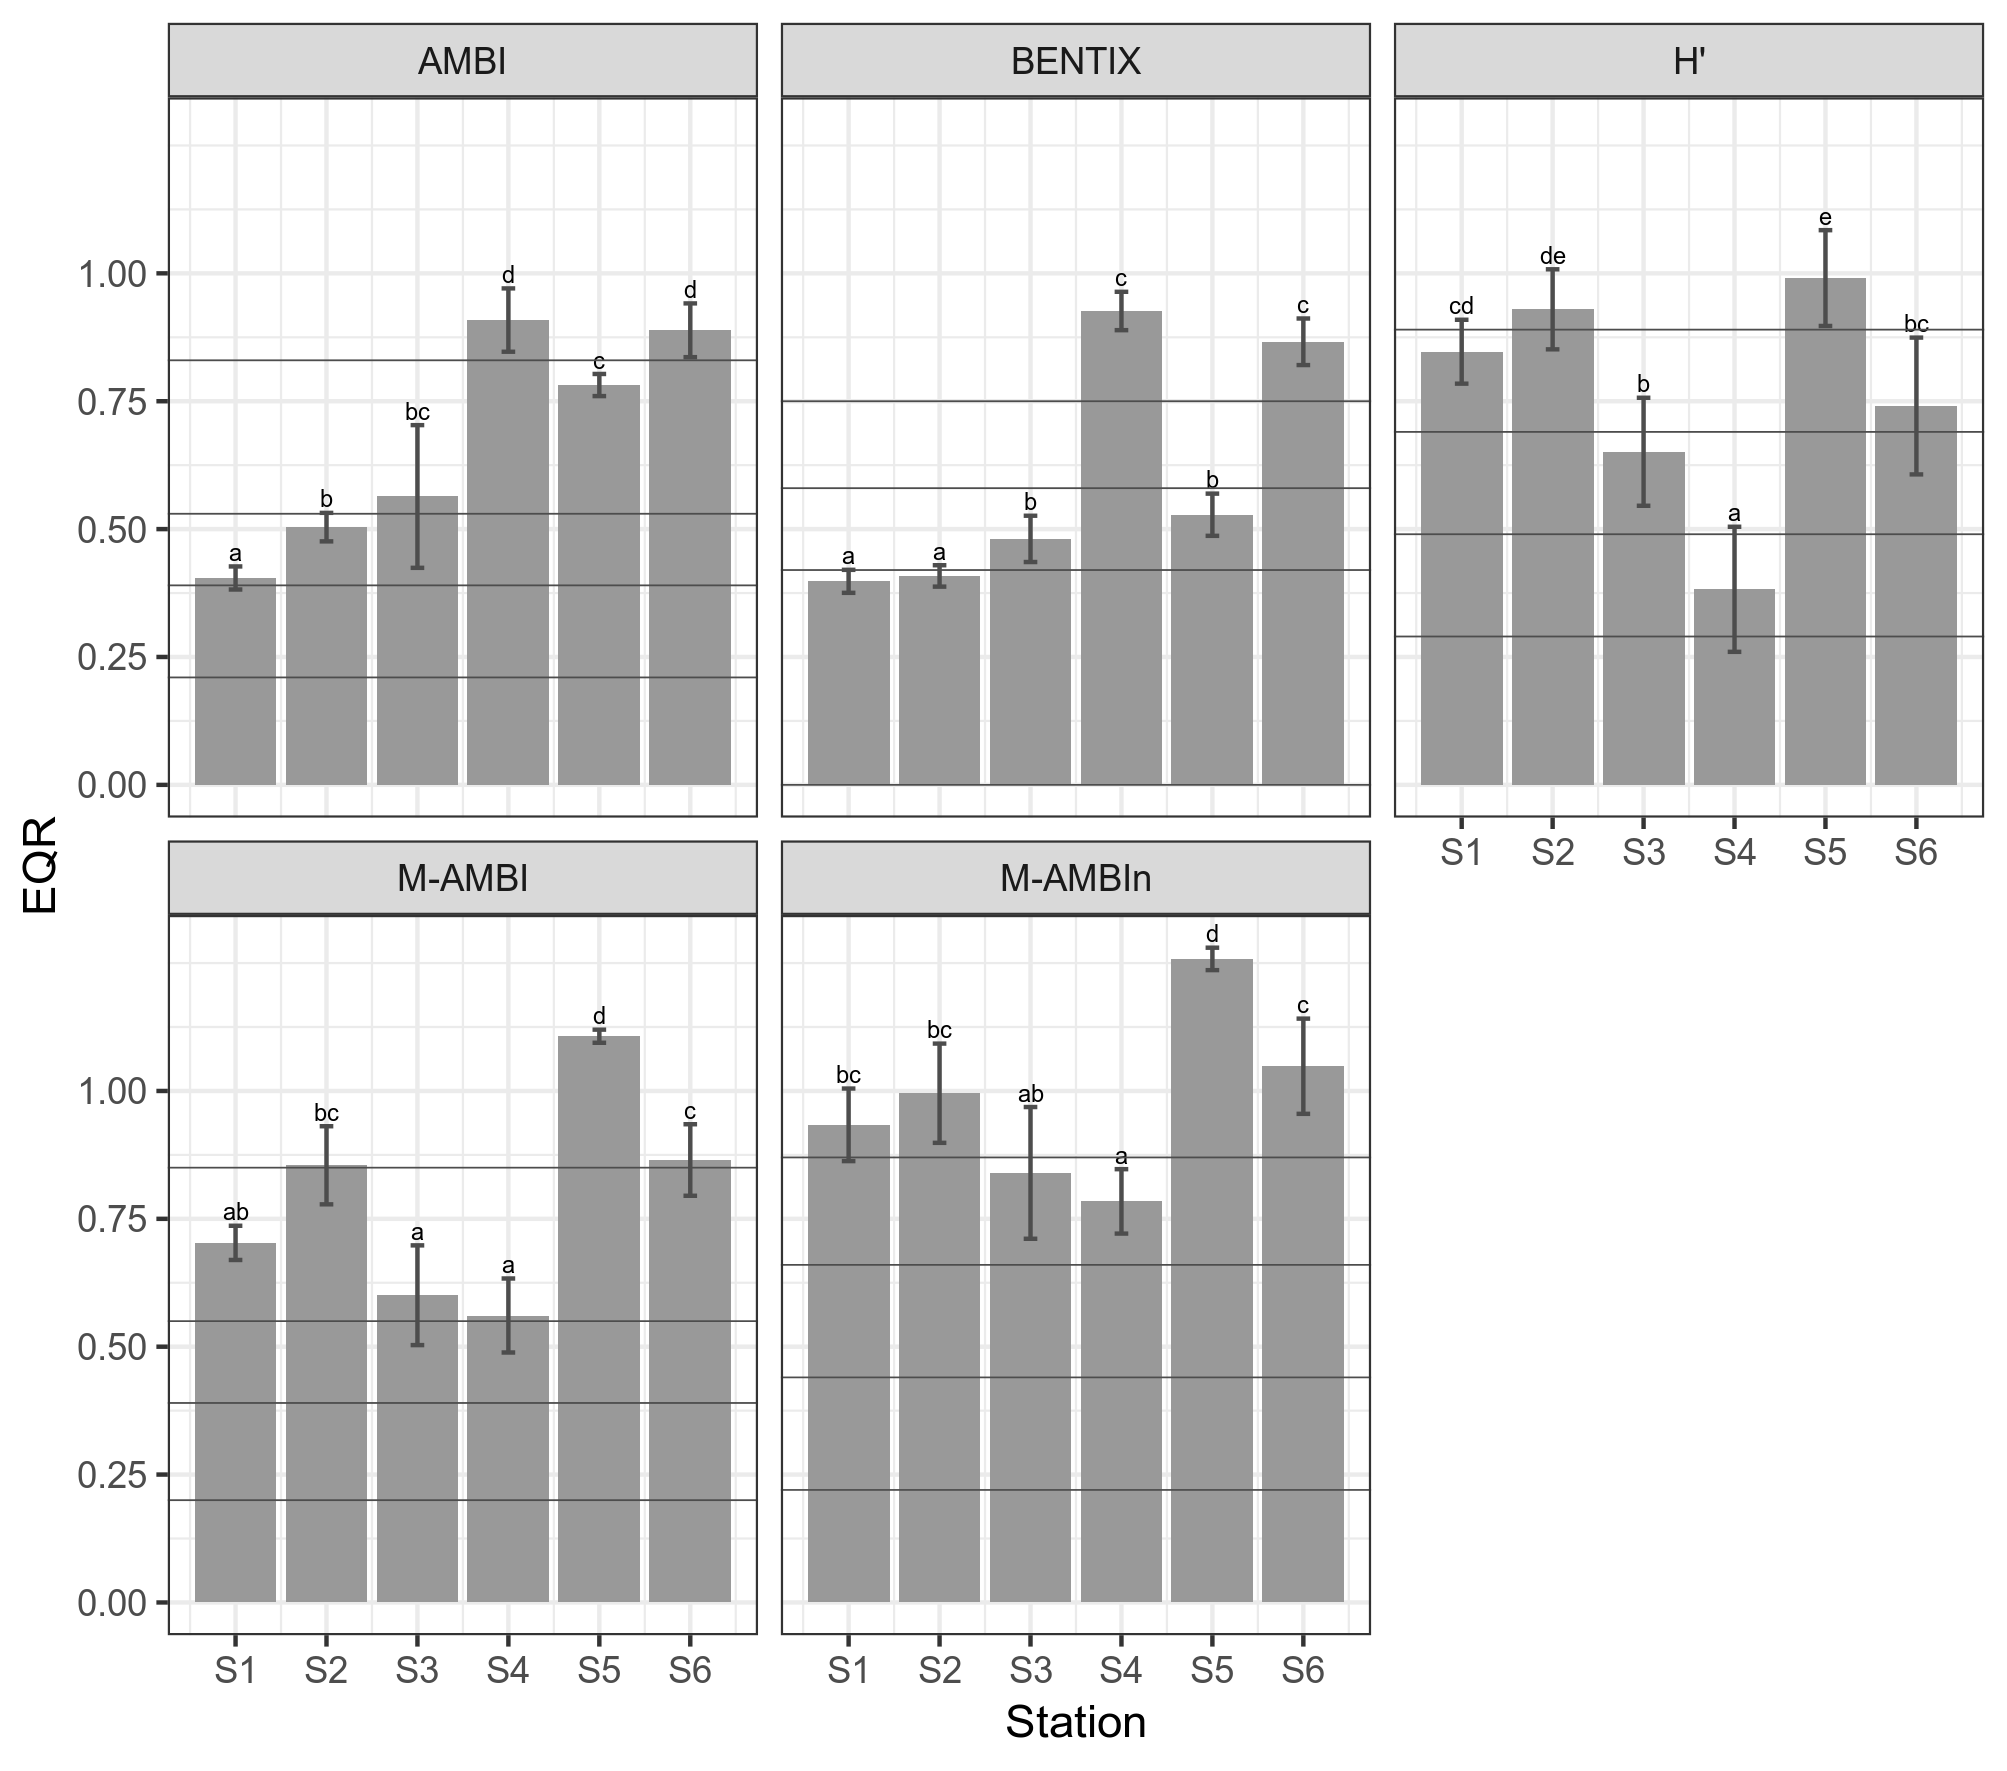 AMBI
BENTIX
H'
EQR
1.00
0.75
0.50
0.25
0.00
a
b
bc
d
c
d
a
a
b
c
b
c
cd
de
b
a
e
bc
S1 S2 S3 S4 S5 S6
M-AMBI
M-AMBIn
1.00
0.75
0.50
0.25
0.00
ab
bc
a
a
d
c
bc
bc
ab
a
d
c
S1 S2 S3 S4 S5 S6
S1 S2 S3 S4 S5 S6
Station